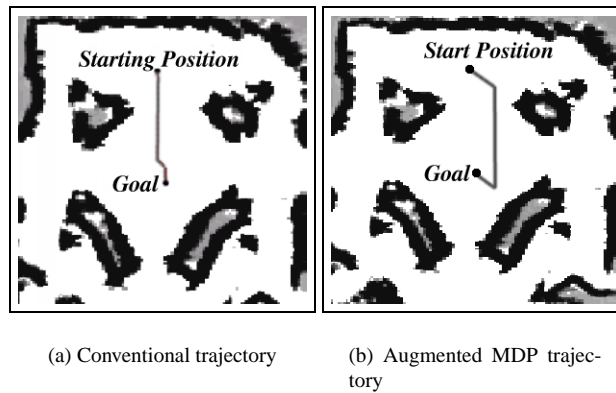 Starting Position
Goal
Start Position
Goal
(a) Conventional trajectory
(b) Augmented MDP trajec-
tory